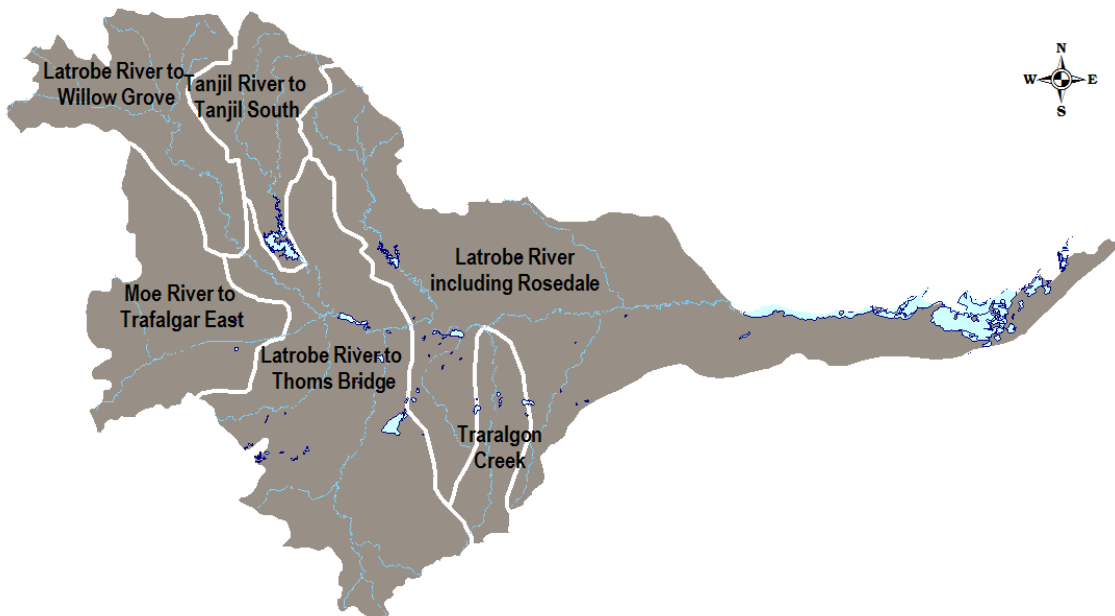 Latrobe River to
Willow Grove
Tanjil River to
Tanjil South
N
W E
S
Latrobe River
including Rosedale
Moe River to
Trafalgar East
Latrobe River to
Thoms Bridge
Traralgon
Creek